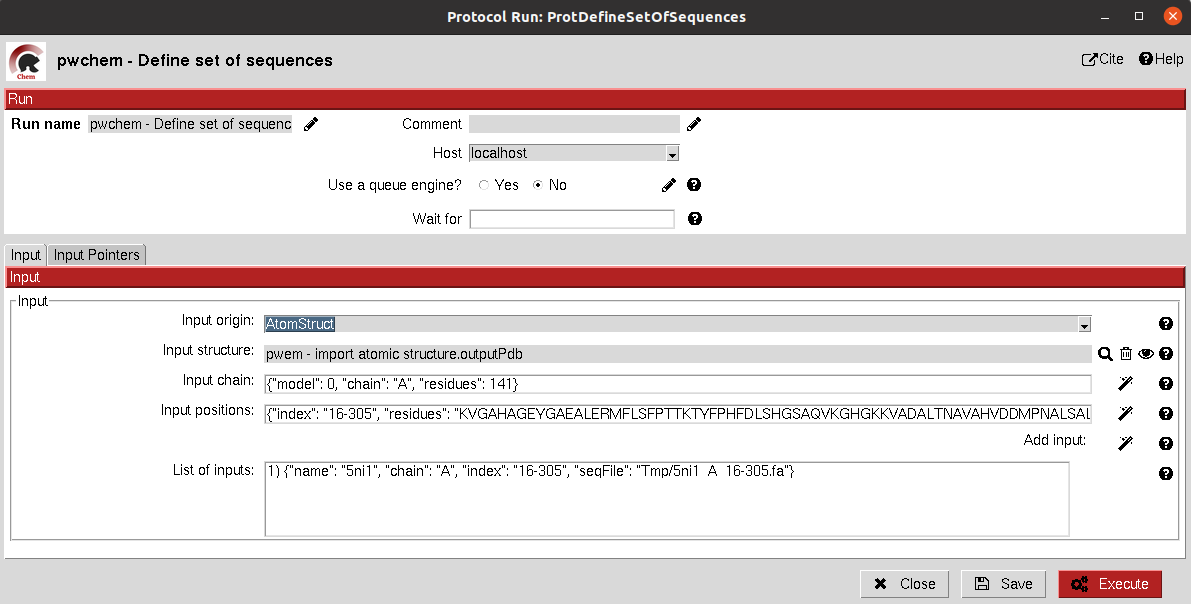 Protocol Run: ProtDefineSetOfSequences
Chem
pwchem - Define set of sequences
Cite Help
Run
Run name pwchem - Define set of sequenc Comment
Host localhost
Use a queue engine? Yes No
Wait for
Input Input Pointers
Input
Input
Input origin: AtomStruct
Input structure: pwem - import atomic structure.outputPdb
Input chain: {"model": 0, "chain": "A", "residues": 141}
Input positions: {"index": "16-305", "residues": "KVGAHAGEYGAEALERMFLSFPTTKTYFPHFDLSHGSAQVKGHGKKVADALTNAVAHVDDMPNALSAL
Add input:
List of inputs: 1) {"name": "5ni1", "chain": "A", "index": "16-305", "seqFile": "Tmp/5ni1_A_16-305.fa"}
Close Save Execute